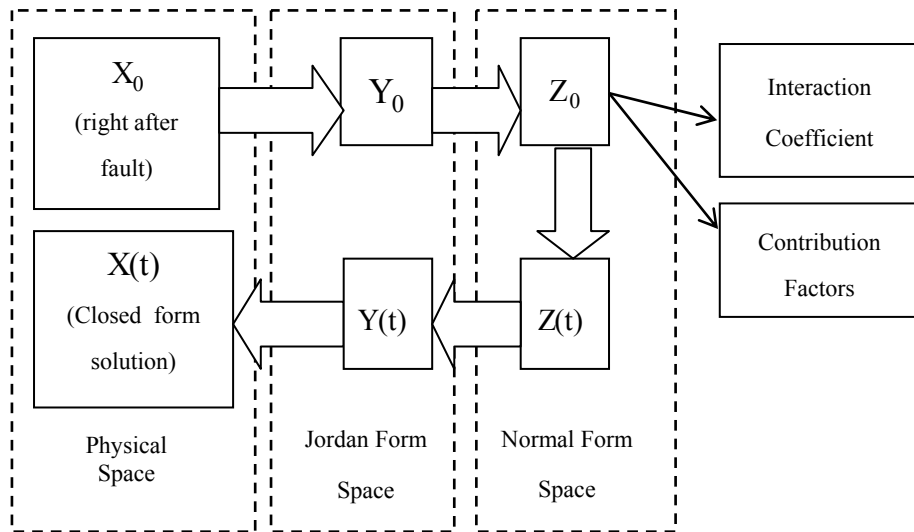 X₀
(right after
fault)
Y₀
Z₀
Interaction
Coefficient
Contribution
Factors
X(t)
(Closed form
solution)
Y(t)
Z(t)
Physical
Space
Jordan Form
Space
Normal Form
Space